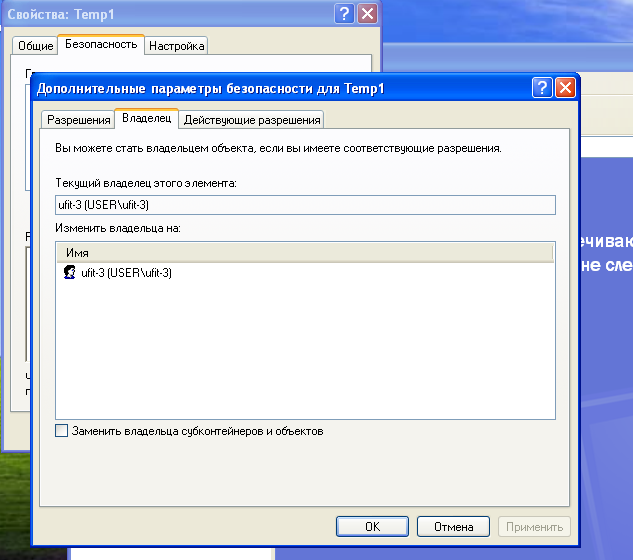 Свойства: Temp1
Общие
Безопасность
Настройка
Дополнительные параметры безопасности для Temp1
Разрешения
Владелец
Действующие разрешения
Вы можете стать владельцем объекта, если вы имеете соответствующие разрешения.
Текущий владелец этого элемента:
ufit-3 (USER\ufit-3)
Изменить владельца на:
Имя
ufit-3 (USER\ufit-3)
Заменить владельца субконтейнеров и объектов
OK
Отмена
Применить
не